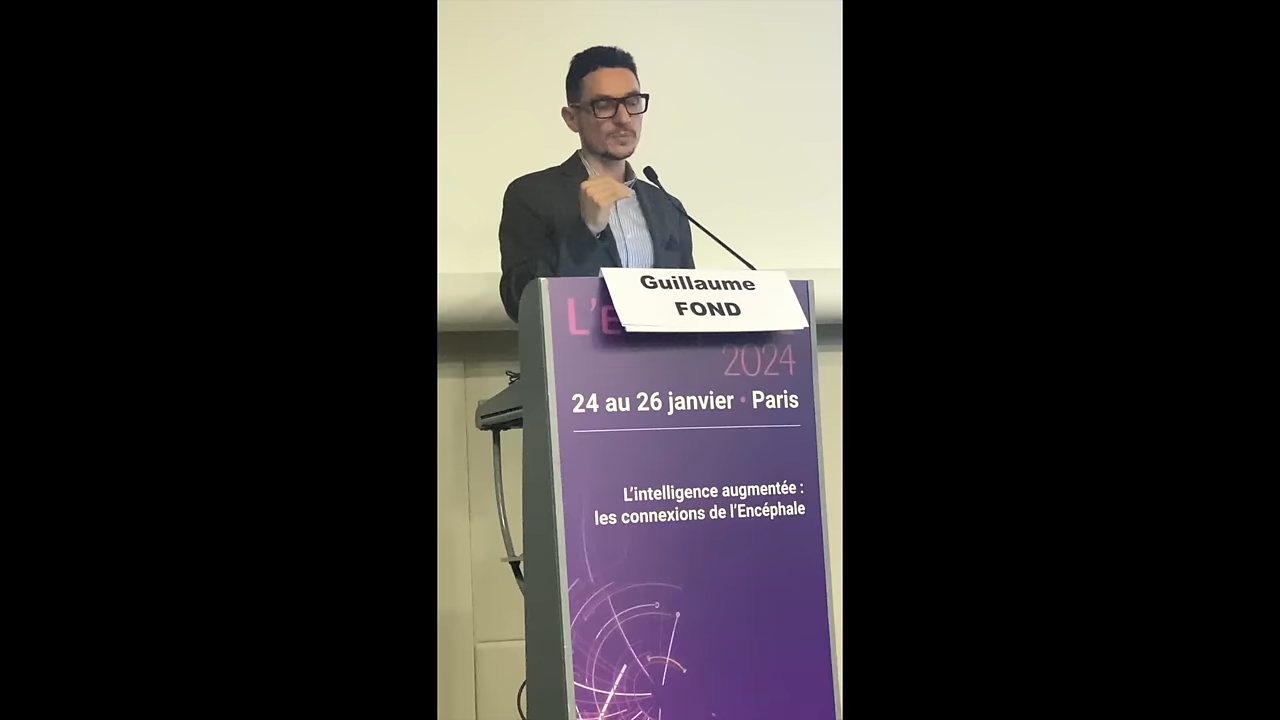 Guillaume
FOND
2024
24 au 26 janvier • Paris
L'intelligence augmentée :
les connexions de l'Encéphale